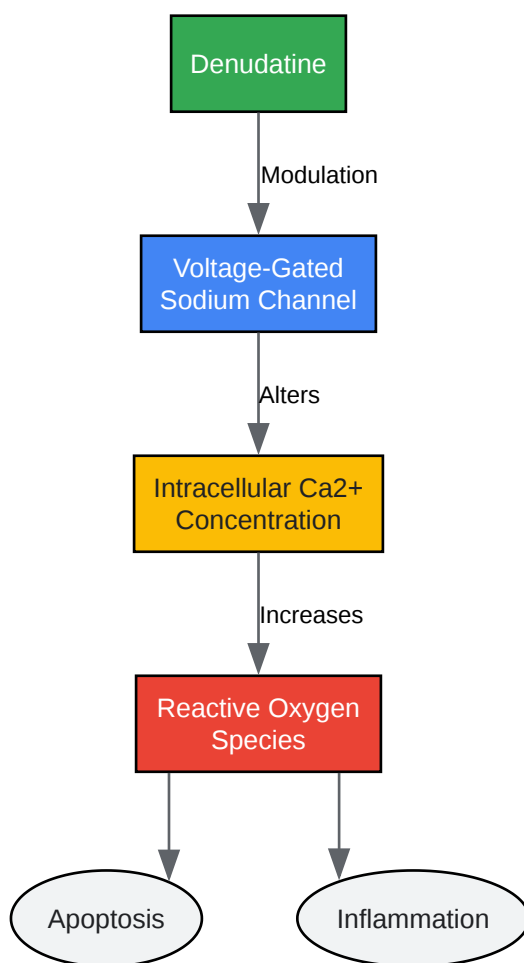 Denudatine
Modulation
Voltage-Gated
Sodium Channel
Alters
Intracellular Ca2+
Concentration
Increases
Reactive Oxygen
Species
Apoptosis
Inflammation